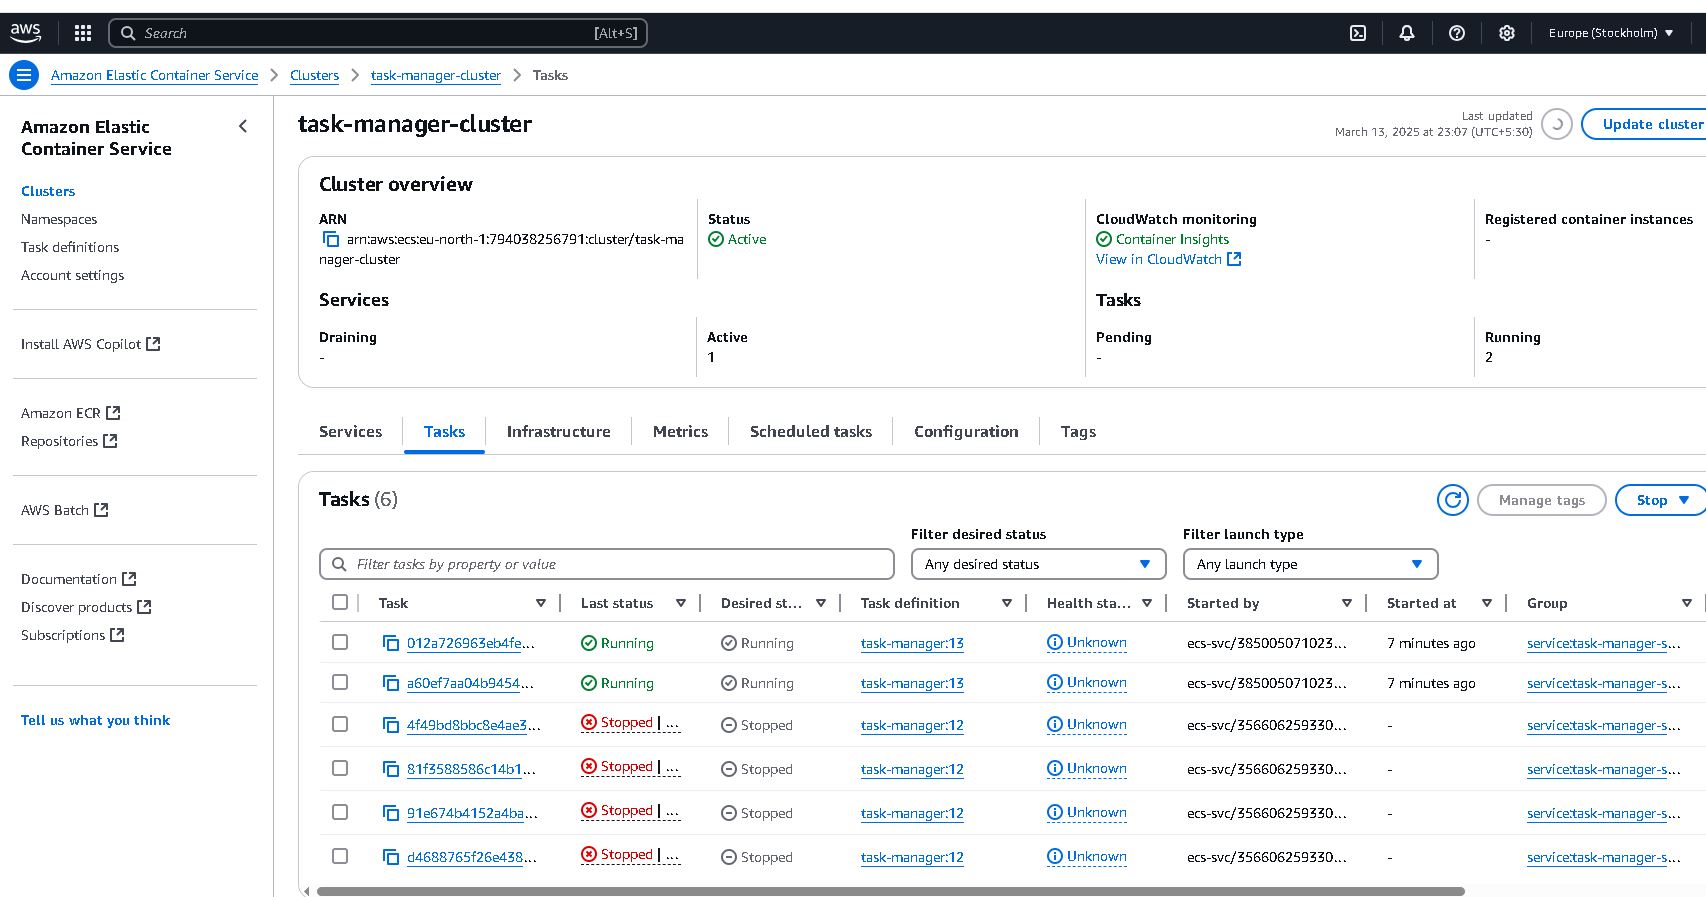 aws
Search
[Alt+S]
Europe (Stockholm)
Amazon Elastic Container Service
Clusters
task-manager-cluster
Tasks
Amazon Elastic
Container Service
Clusters
Namespaces
Task definitions
Account settings
Install AWS Copilot
Amazon ECR
Repositories
AWS Batch
Documentation
Discover products
Subscriptions
Tell us what you think
task-manager-cluster
Last updated
March 13, 2025 at 23:07 (UTC+5:30)
Update cluster
Cluster overview
ARN
arn:aws:ecs:eu-north-1:794038256791:cluster/task-ma
nager-cluster
Status
Active
CloudWatch monitoring
Container Insights
View in CloudWatch
Registered container instances
-
Services
Tasks
Draining
-
Active
1
Pending
-
Running
2
Services Tasks Infrastructure Metrics Scheduled tasks Configuration Tags
Tasks (6)
Manage tags
Stop
Filter desired status
Filter launch type
Filter tasks by property or value
Any desired status
Any launch type
Task Last status Desired st... Task definition Health sta... Started by Started at Group
012a726963eb4fe... Running Running task-manager:13 Unknown ecs-svc/385005071023... 7 minutes ago service:task-manager-s...
a60ef7aa04b9454... Running Running task-manager:13 Unknown ecs-svc/385005071023... 7 minutes ago service:task-manager-s...
4f49bd8bbc8e4ae3... Stopped | ... Stopped task-manager:12 Unknown ecs-svc/356606259330... - service:task-manager-s...
81f3588586c14b1... Stopped | ... Stopped task-manager:12 Unknown ecs-svc/356606259330... - service:task-manager-s...
91e674b4152a4ba... Stopped | ... Stopped task-manager:12 Unknown ecs-svc/356606259330... - service:task-manager-s...
d4688765f26e438... Stopped | ... Stopped task-manager:12 Unknown ecs-svc/356606259330... - service:task-manager-s...